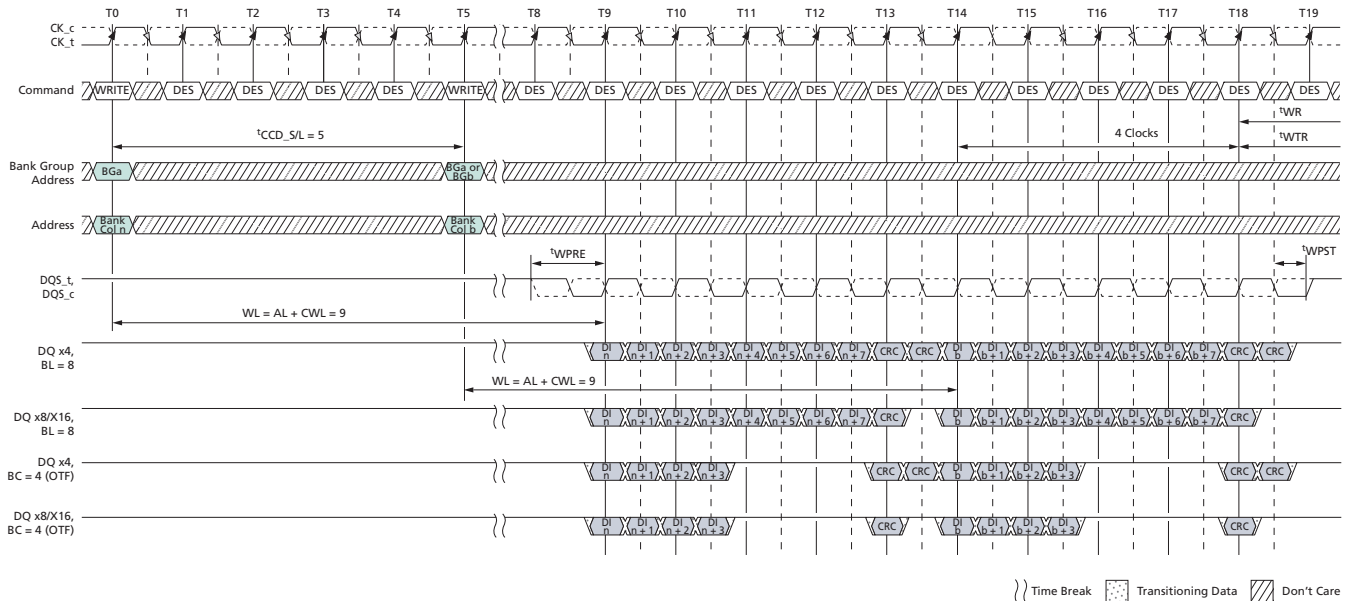 T0 T1 T2 T3 T4 T5 T8 T9 T10 T11 T12 T13 T14 T15 T16 T17 T18 T19
CK_c
CK_t
Command WRITE DES DES DES DES WRITE DES DES DES DES DES DES DES DES DES DES DES DES
tWR
tCCD_S/L = 5
4 Clocks
tWTR
Bank Group
Address
BGa
BGa or
BGb
Address
Bank
Col n
Bank
Col b
tWPRE
tWPST
DQS_t,
DQS_c
WL = AL + CWL = 9
DQ x4,
BL = 8
DI n DI n + 1 DI n + 2 DI n + 3 DI n + 4 DI n + 5 DI n + 6 DI n + 7 CRC CRC DI b DI b + 1 DI b + 2 DI b + 3 DI b + 4 DI b + 5 DI b + 6 DI b + 7 CRC CRC
WL = AL + CWL = 9
DQ x8/X16,
BL = 8
DI n DI n + 1 DI n + 2 DI n + 3 DI n + 4 DI n + 5 DI n + 6 DI n + 7 CRC DI b DI b + 1 DI b + 2 DI b + 3 DI b + 4 DI b + 5 DI b + 6 DI b + 7 CRC
DQ x4,
BC = 4 (OTF)
DI n DI n + 1 DI n + 2 DI n + 3 CRC CRC DI b DI b + 1 DI b + 2 DI b + 3 CRC CRC
DQ x8/X16,
BC = 4 (OTF)
DI n DI n + 1 DI n + 2 DI n + 3 CRC DI b DI b + 1 DI b + 2 DI b + 3 CRC
Time Break Transitioning Data Don't Care